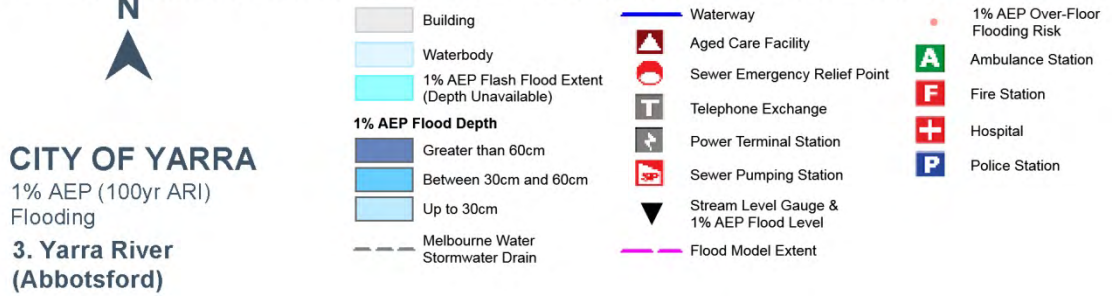 N
CITY OF YARRA
1% AEP (100yr ARI)
Flooding
3. Yarra River
(Abbotsford)
Building
Waterbody
1% AEP Flash Flood Extent
(Depth Unavailable)
1% AEP Flood Depth
Greater than 60cm
Between 30cm and 60cm
Up to 30cm
Melbourne Water
Stormwater Drain
Waterway
Aged Care Facility
Sewer Emergency Relief Point
T
Telephone Exchange
Power Terminal Station
SP
Sewer Pumping Station
Stream Level Gauge &
1% AEP Flood Level
Flood Model Extent
1% AEP Over-Floor
Flooding Risk
A
Ambulance Station
F
Fire Station
Hospital
P
Police Station